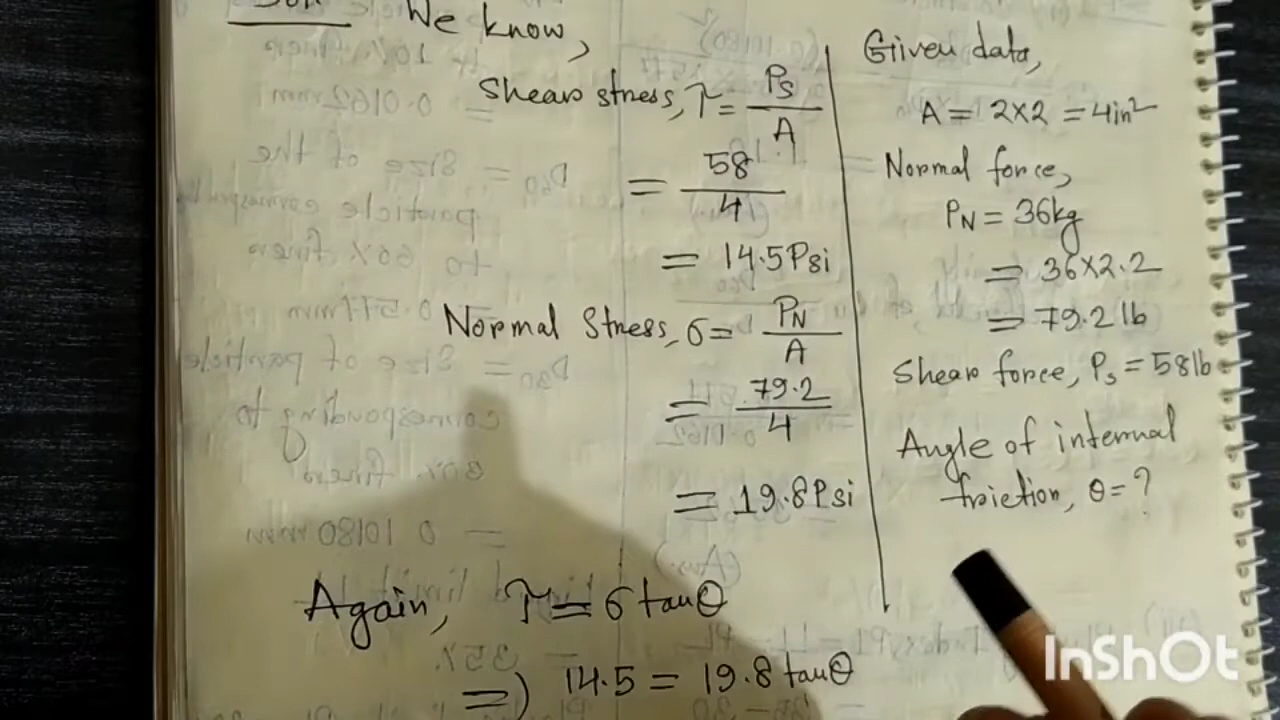 We know,
Shear stress, τ = Ps / A
= 58 / 4
= 14.5 Psi
Normal Stress, σ = PN / A
= 79.2 / 4
= 19.8 Psi
Again, τ = σ tanθ
⇒) 14.5 = 19.8 tanθ
Given data,
A = 2×2 = 4in²
Normal force,
PN = 36kg
= 36×2.2
= 79.2 lb
Shear force, Ps = 58lb
Angle of internal
friction, θ = ?
InShOt